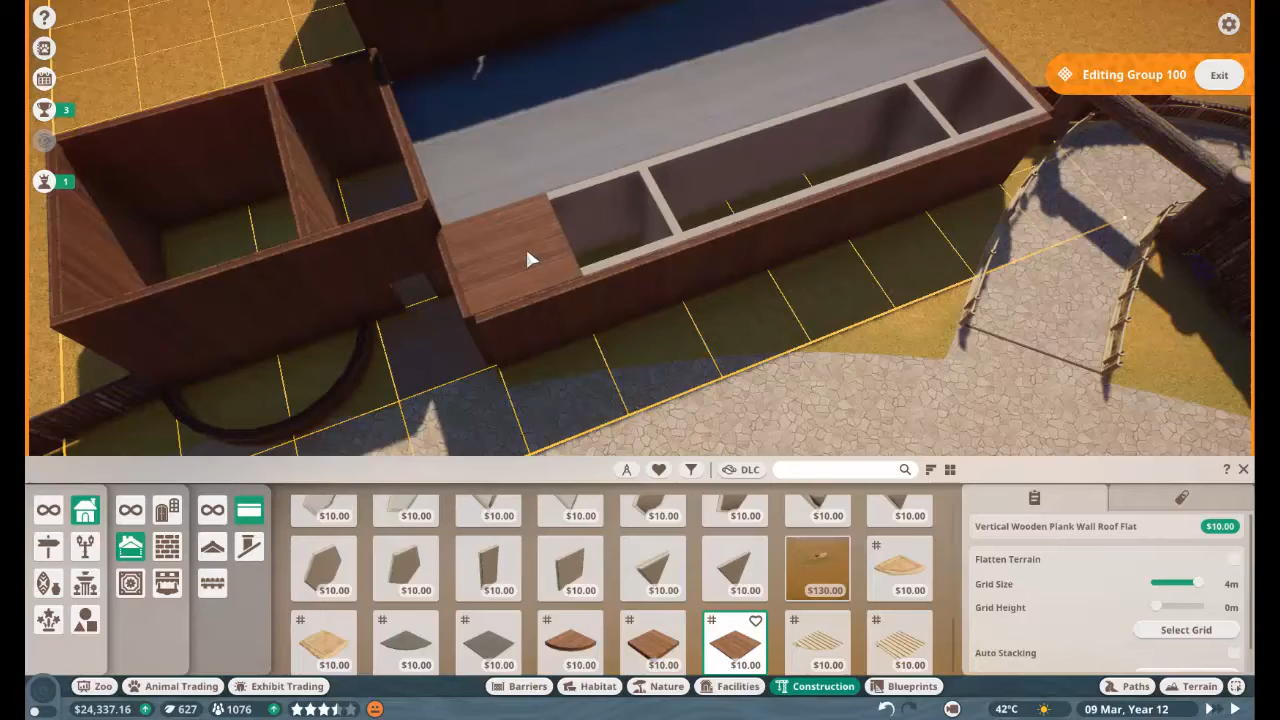 ?
Editing Group 100
Exit
3
1
DLC
?
$10.00 $10.00 $10.00 $10.00 $10.00 $10.00 $10.00 $10.00
Vertical Wooden Plank Wall Roof Flat $10.00
$10.00 $10.00 $10.00 $10.00 $10.00 $10.00 $130.00 $10.00
Flatten Terrain
Grid Size 4m
Grid Height 0m
Select Grid
Auto Stacking
$10.00 $10.00 $10.00 $10.00 $10.00 $10.00 $10.00 $10.00
Zoo Animal Trading Exhibit Trading Barriers Habitat Nature Facilities Construction Blueprints Paths Terrain
$24,337.16 627 1076 42°C 09 Mar, Year 12